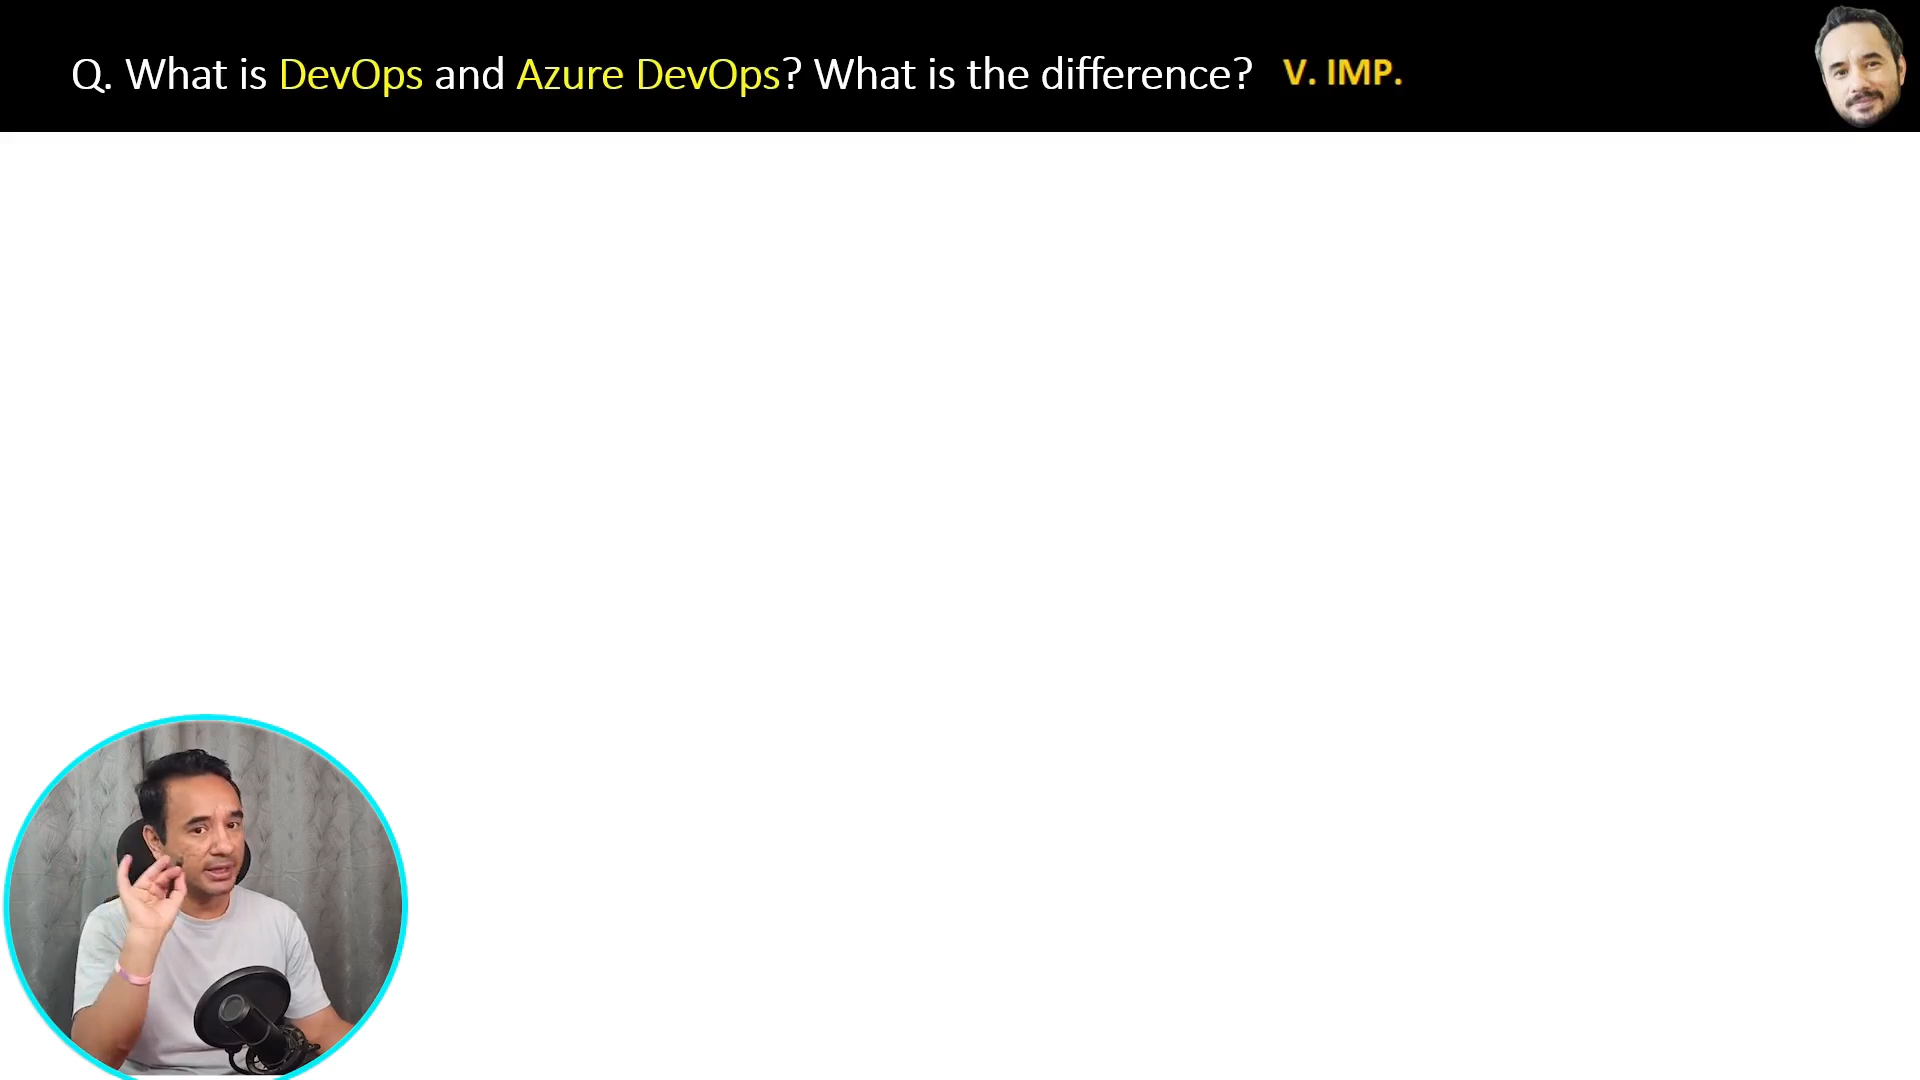 Q. What is DevOps and Azure DevOps? What is the difference? V. IMP.